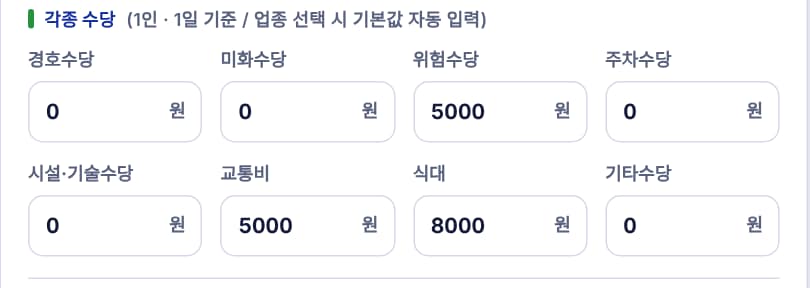 각종 수당 (1인 · 1일 기준 / 업종 선택 시 기본값 자동 입력)
경호수당 미화수당 위험수당 주차수당
0 원 0 원 5000 원 0 원
시설·기술수당 교통비 식대 기타수당
0 원 5000 원 8000 원 0 원